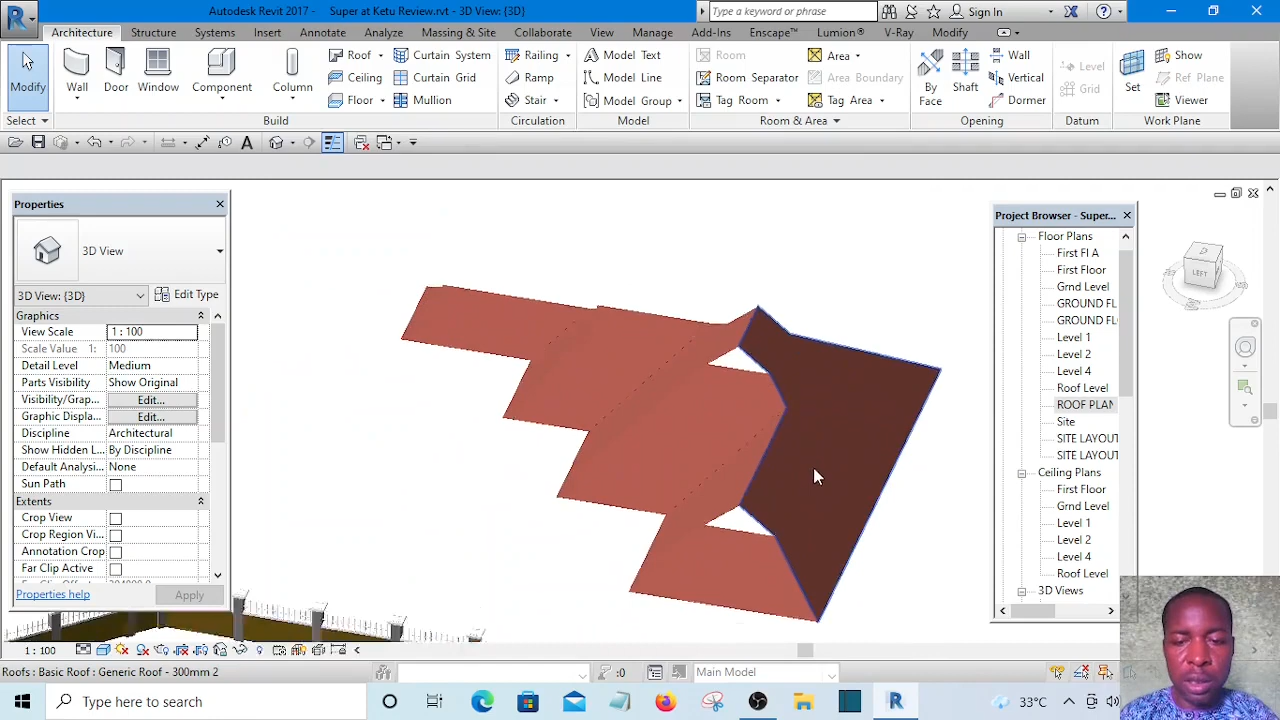 Autodesk Revit 2017 - Super at Ketu Review.rvt - 3D View: {3D}
Type a keyword or phrase
Sign In
Architecture Structure Systems Insert Annotate Analyze Massing & Site Collaborate View Manage Add-Ins Enscape™ Lumion® V-Ray Modify
Modify
Wall
Door
Window
Component
Column
Roof
Ceiling
Floor
Curtain System
Curtain Grid
Mullion
Railing
Ramp
Stair
Model Text
Model Line
Model Group
Room
Room Separator
Tag Room
Area
Area Boundary
Tag Area
By Face
Shaft
Wall
Vertical
Dormer
Level
Grid
Set
Show
Ref Plane
Viewer
Select Build Circulation Model Room & Area Opening Datum Work Plane
Properties
3D View
3D View: {3D}
Edit Type
Graphics
View Scale 1 : 100
Scale Value 1: 100
Detail Level Medium
Parts Visibility Show Original
Visibility/Grap... Edit...
Graphic Displa... Edit...
Discipline Architectural
Show Hidden L... By Discipline
Default Analysi... None
Sun Path
Extents
Crop View
Crop Region Vi...
Annotation Crop
Far Clip Active
Properties help
Apply
Project Browser - Super...
Floor Plans
First Fl A
First Floor
Grnd Level
GROUND FL
GROUND FL
Level 1
Level 2
Level 4
Roof Level
ROOF PLAN
Site
SITE LAYOUT
SITE LAYOUT
Ceiling Plans
First Floor
Grnd Level
Level 1
Level 2
Level 4
Roof Level
3D Views
LEFT
1 : 100
Roofs : Basic Roof : Generic Roof - 300mm 2
:0
Main Model
Type here to search
33°C